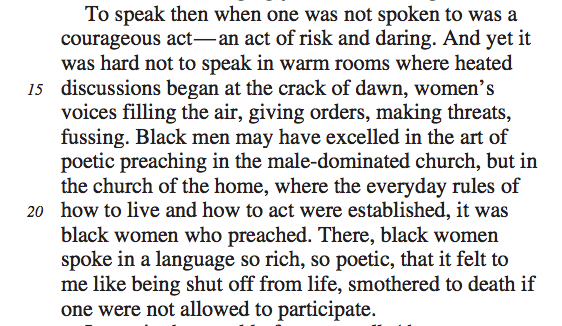 To speak then when one was not spoken to was a
courageous act—an act of risk and daring. And yet it
was hard not to speak in warm rooms where heated
15 discussions began at the crack of dawn, women's
voices filling the air, giving orders, making threats,
fussing. Black men may have excelled in the art of
poetic preaching in the male-dominated church, but in
the church of the home, where the everyday rules of
20 how to live and how to act were established, it was
black women who preached. There, black women
spoke in a language so rich, so poetic, that it felt to
me like being shut off from life, smothered to death if
one were not allowed to participate.